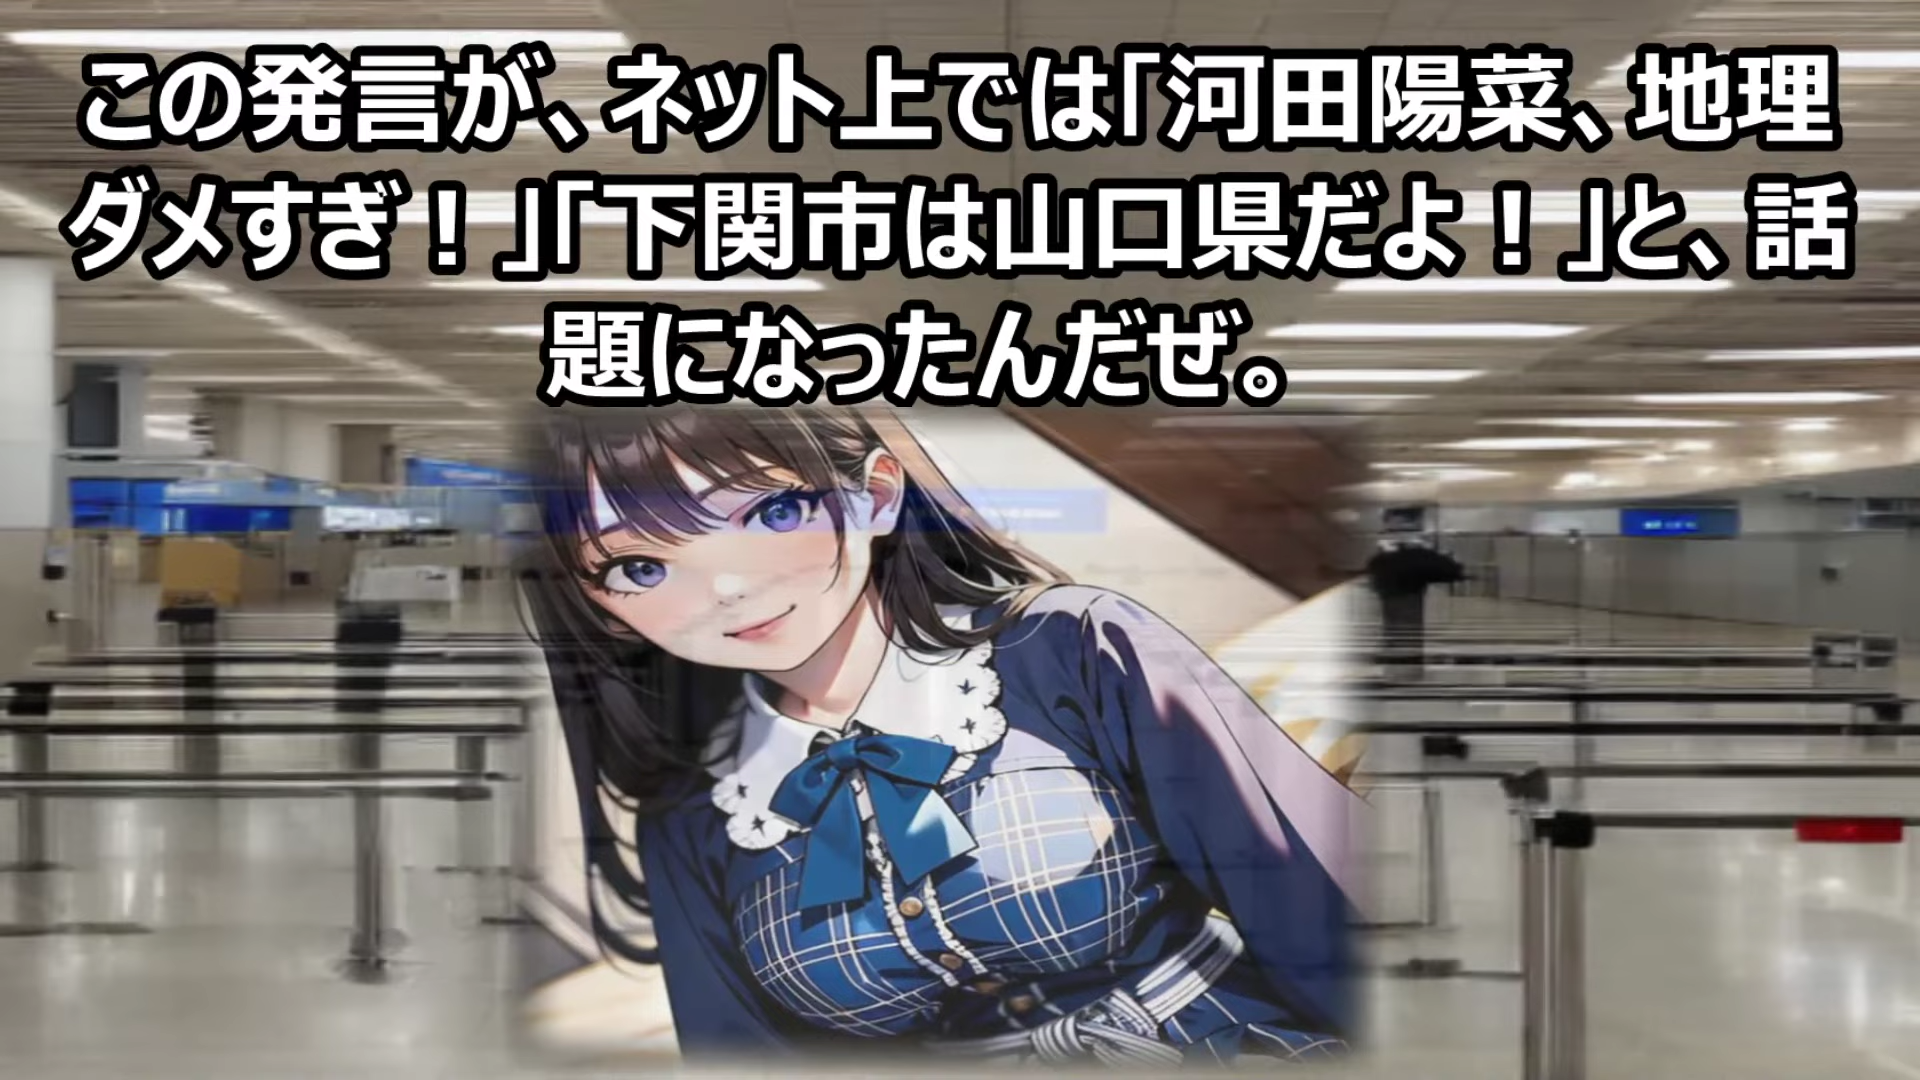 この発言が、ネット上では「河田陽菜、地理
ダメすぎ！」「下関市は山口県だよ！」と、話
題になったんだぜ。